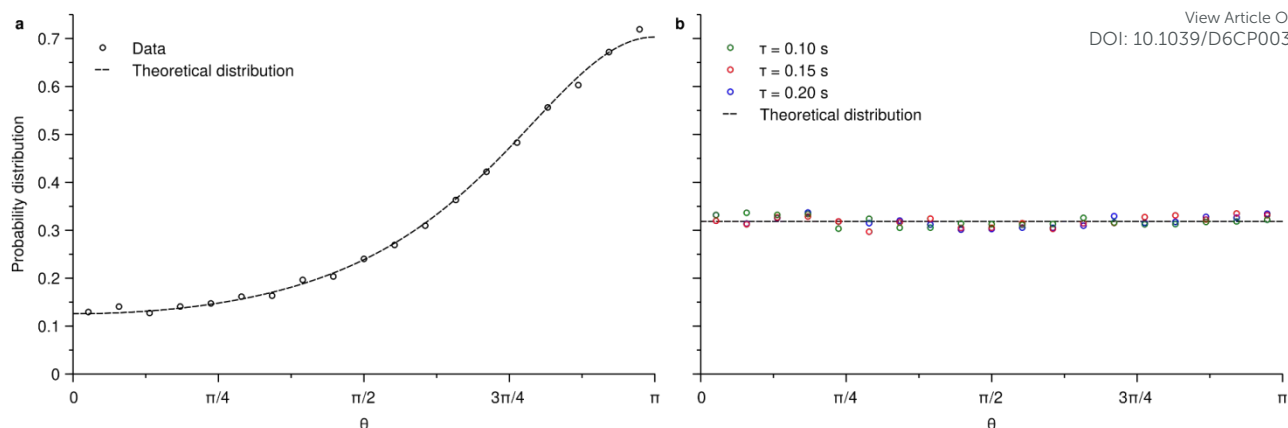 View Article O
DOI: 10.1039/D6CP003
a
Data
Theoretical distribution
Probability distribution
0.7
0.6
0.5
0.4
0.3
0.2
0.1
0
0
π/4
π/2
3π/4
π
θ
b
τ = 0.10 s
τ = 0.15 s
τ = 0.20 s
Theoretical distribution
0
π/4
π/2
3π/4
π
θ